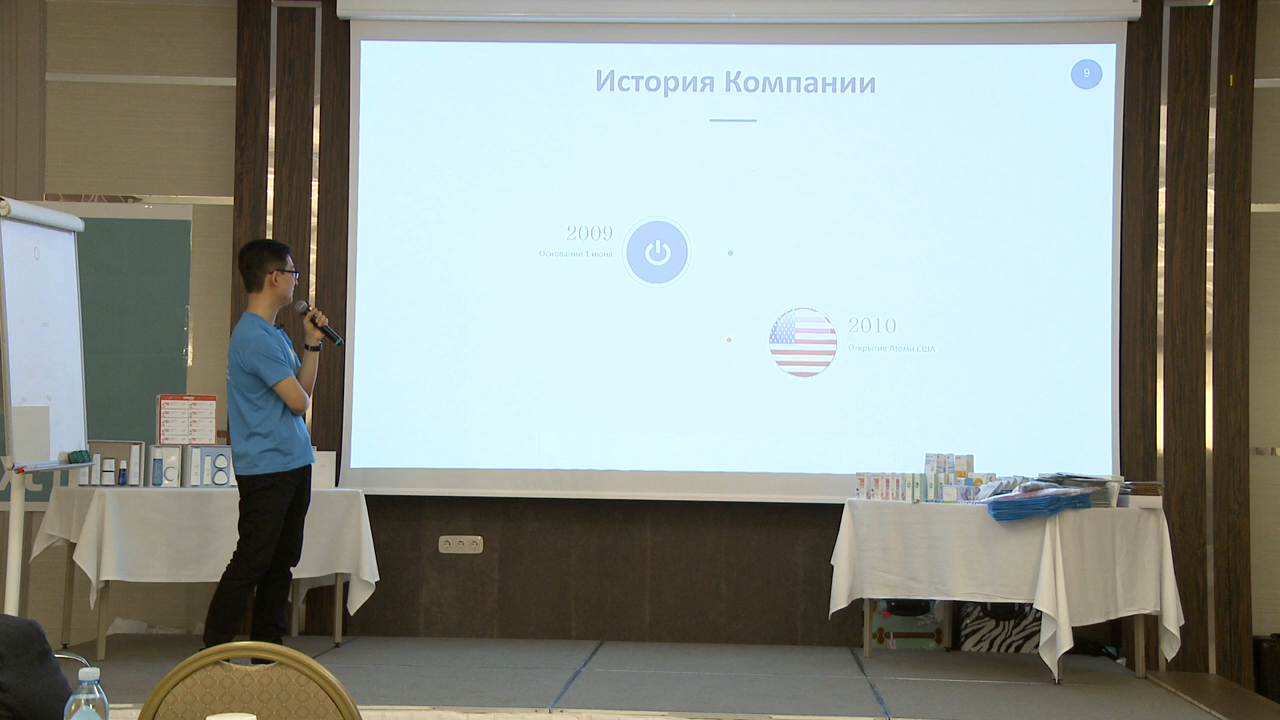 История Компании
9
2009
Основание 1 июня
2010
Открытие Атоми США